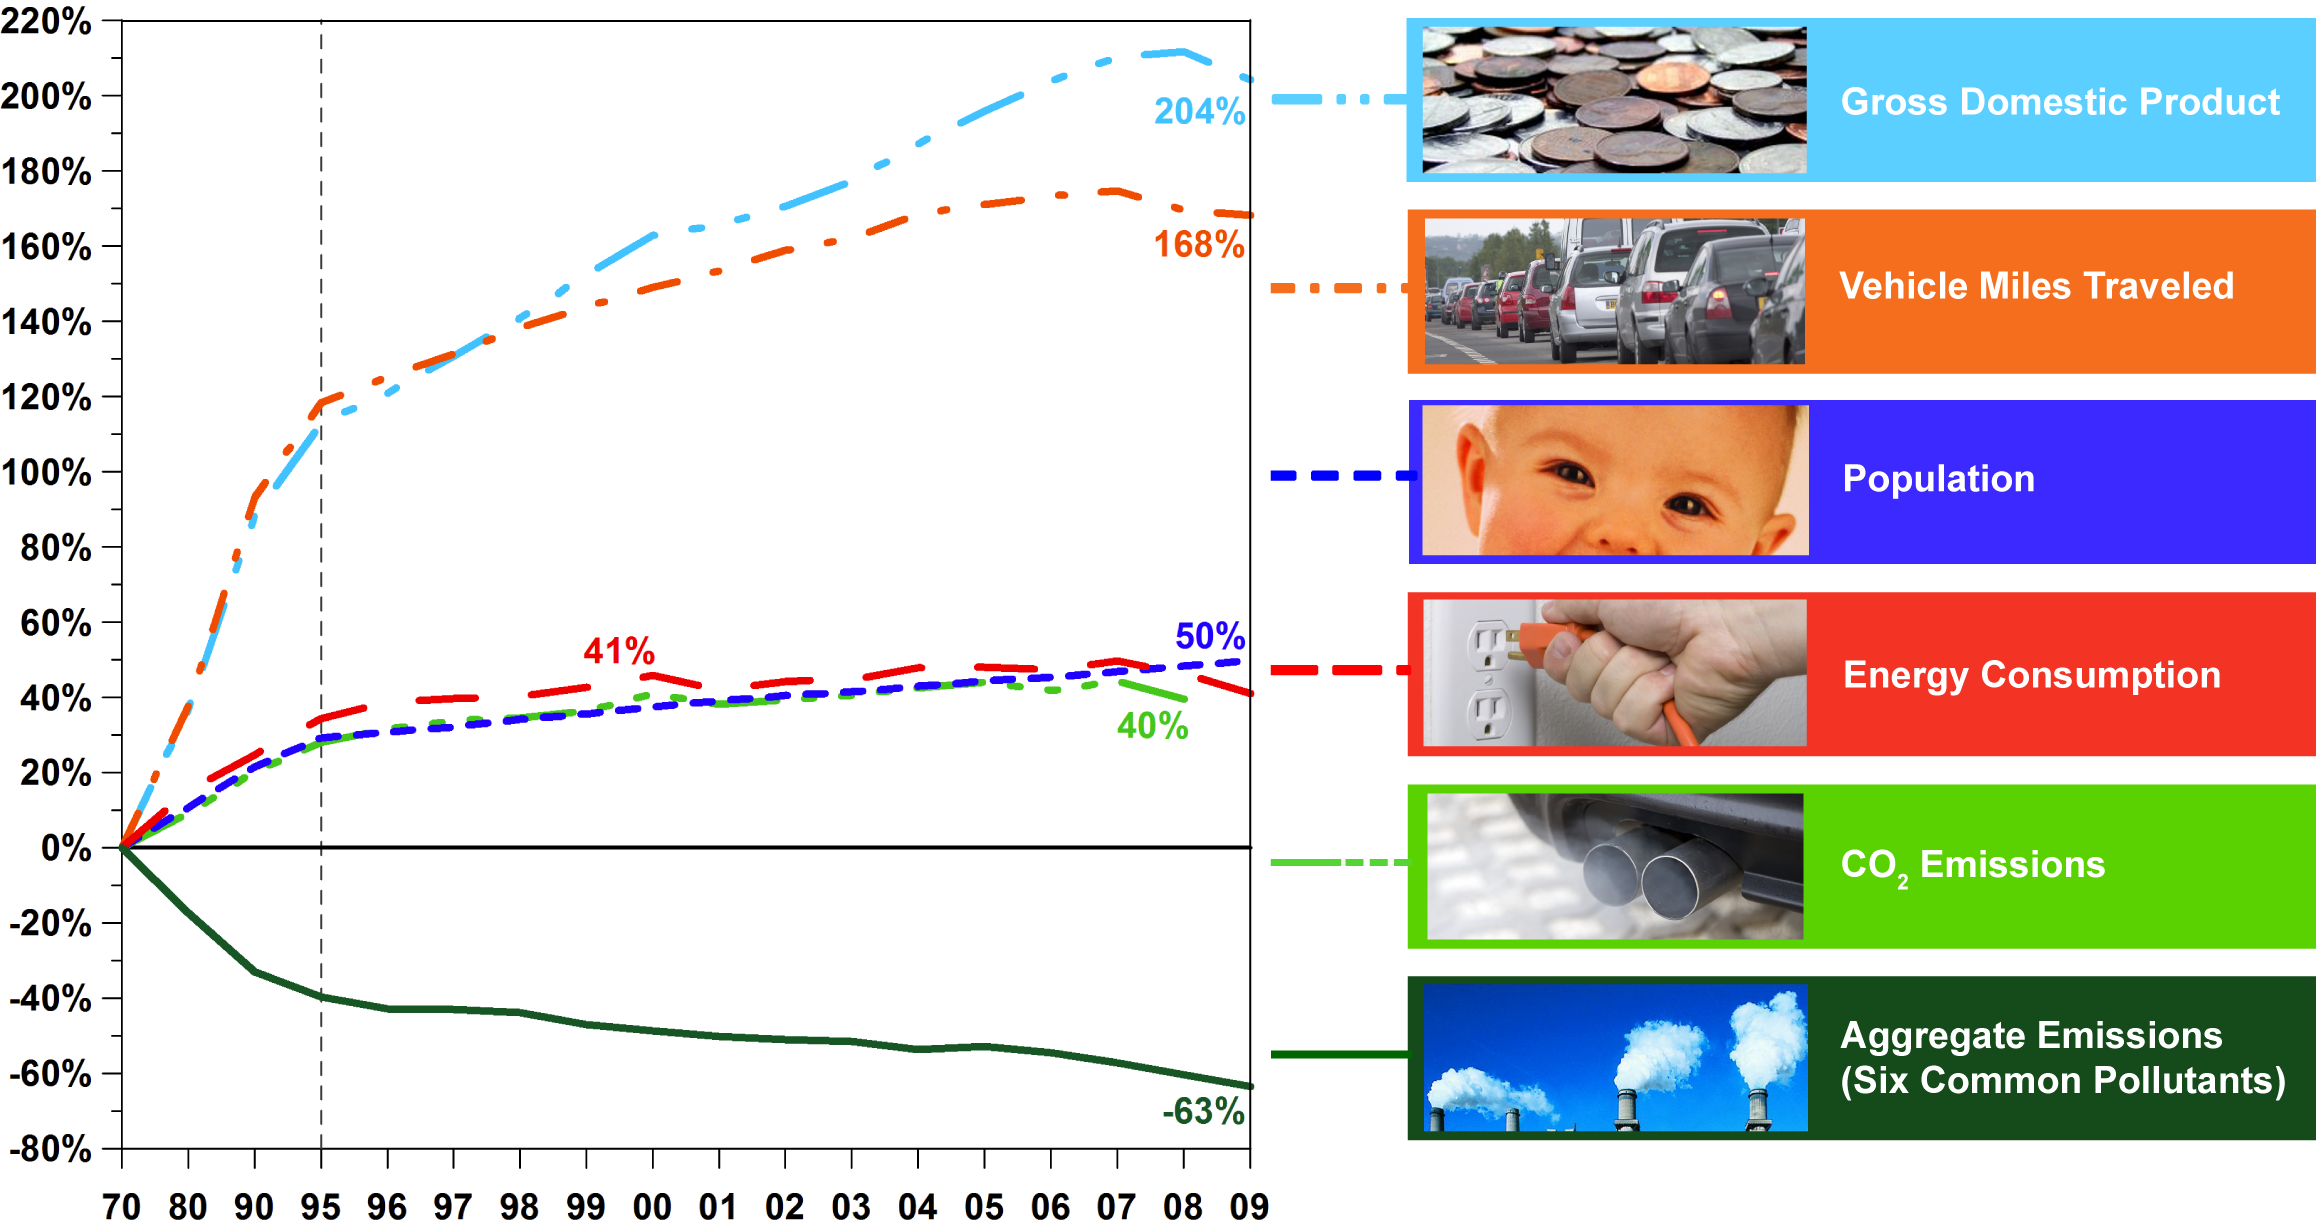 220%
200%
180%
160%
140%
120%
100%
80%
60%
40%
20%
0%
-20%
-40%
-60%
-80%
204%
168%
41%
50%
40%
-63%
70 80 90 95 96 97 98 99 00 01 02 03 04 05 06 07 08 09
Gross Domestic Product
Vehicle Miles Traveled
Population
Energy Consumption
CO₂ Emissions
Aggregate Emissions
(Six Common Pollutants)